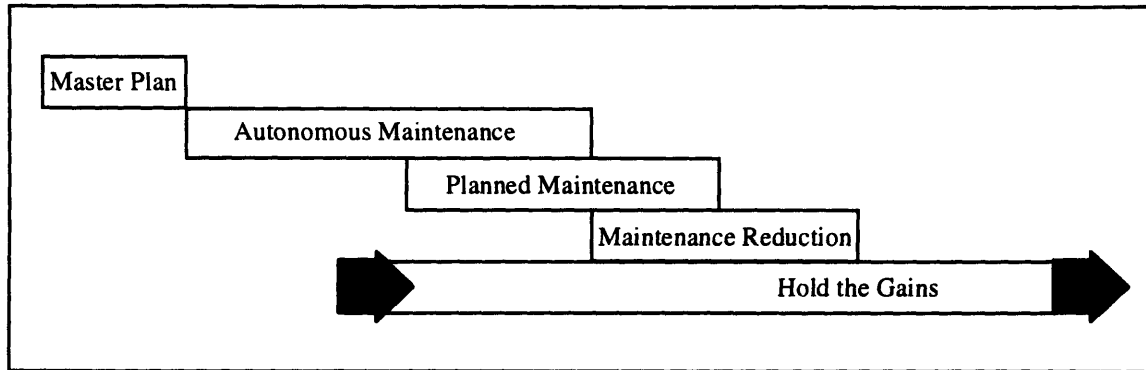 Master Plan
Autonomous Maintenance
Planned Maintenance
Maintenance Reduction
Hold the Gains